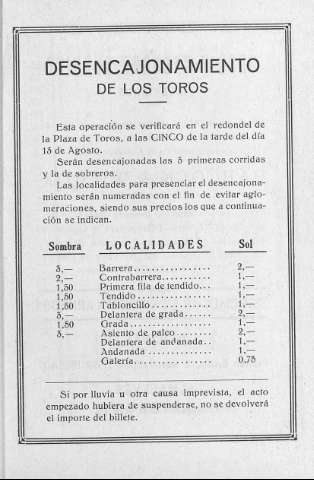 DESENCAJONAMIENTO
DE LOS TOROS
Esta operación se verificará en el redondel de
la Plaza de Toros, a las CINCO de la tarde del día
15 de Agosto.
Serán desencajonadas las 5 primeras corridas
y la de sobreros.
Las localidades para presenciar el desencajona-
miento serán numeradas con el fin de evitar aglo-
meraciones, siendo sus precios los que a continua-
ción se indican.
Sombra LOCALIDADES Sol
3,— Barrera................ 2,—
2,— Contrabarrera.......... 1,—
1,50 Primera fila de tendido... 1,—
1,50 Tendido............... 1,—
1,50 Tabloncillo............. 1,—
3,— Delantera de grada...... 2,—
1,50 Grada................. 1,—
3,— Asiento de palco........ 2,—
Delantera de andanada.. 1,—
Andanada ............. 1,—
Galería................ 0,75
Si por lluvia u otra causa imprevista, el acto
empezado hubiera de suspenderse, no se devolverá
el importe del billete.